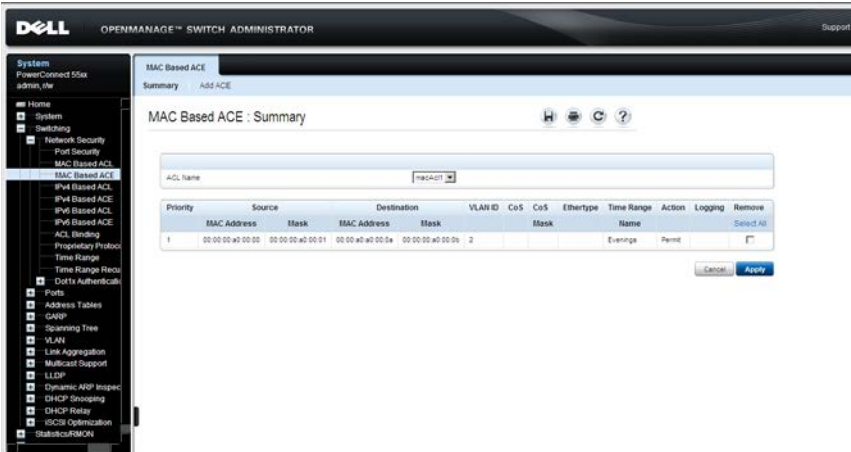 DELL OPENMANAGE™ SWITCH ADMINISTRATOR Support
System
PowerConnect 55xx
admin, r/w
Home
System
Switching
Network Security
Port Security
MAC Based ACL
MAC Based ACE
IPv4 Based ACL
IPv4 Based ACE
IPv6 Based ACL
IPv6 Based ACE
ACL Binding
Proprietary Protoco
Time Range
Time Range Recu
Dot1x Authenticati
Ports
Address Tables
GARP
Spanning Tree
VLAN
Link Aggregation
Multicast Support
LLDP
Dynamic ARP Inspec
DHCP Snooping
DHCP Relay
iSCSI Optimization
Statistics/RMON
MAC Based ACE
Summary Add ACE
MAC Based ACE : Summary
ACL Name macAcl1
Priority Source Destination VLAN ID CoS CoS Ethertype Time Range Action Logging Remove
MAC Address Mask MAC Address Mask Mask Name Select All
1 00:00:00:a0:00:00 00:00:00:a0:00:01 00:00:a0:a0:00:0a 00:00:00:a0:00:0b 2 Evenings Permit
Cancel Apply